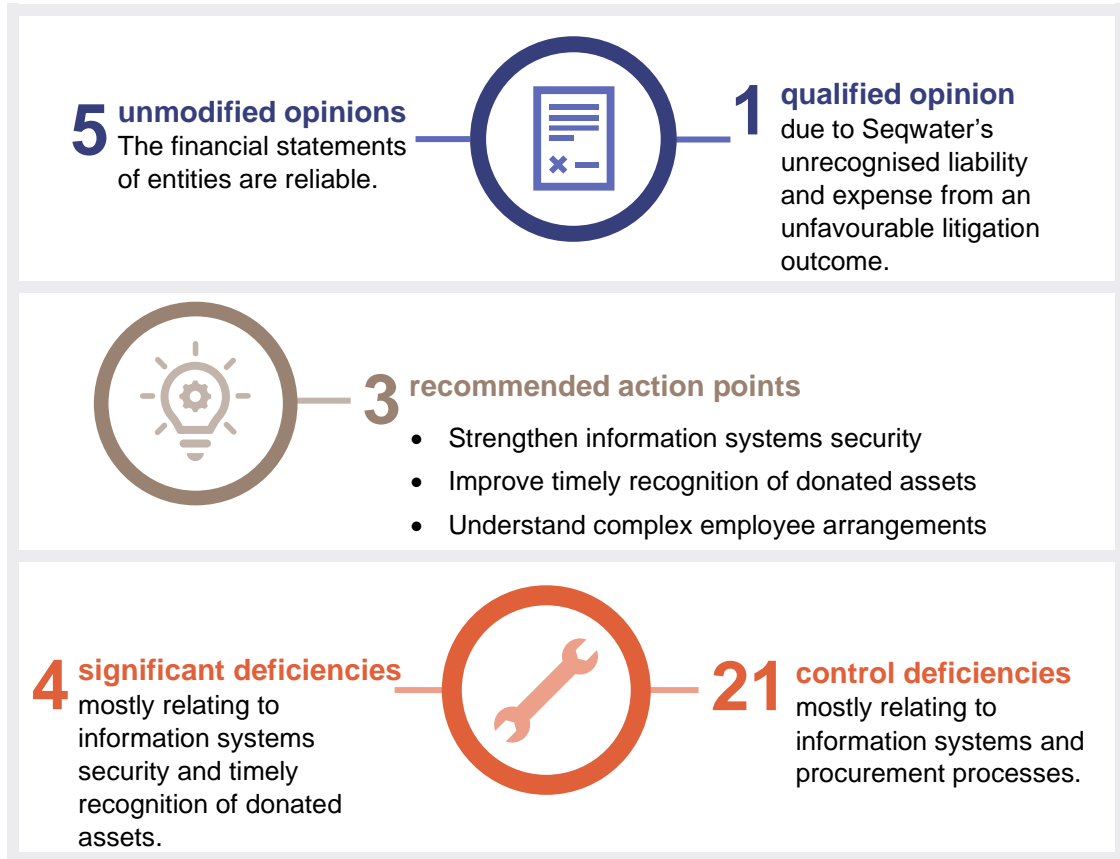 5 unmodified opinions
The financial statements
of entities are reliable.
1 qualified opinion
due to Seqwater's
unrecognised liability
and expense from an
unfavourable litigation
outcome.
3 recommended action points
• Strengthen information systems security
• Improve timely recognition of donated assets
• Understand complex employee arrangements
4 significant deficiencies
mostly relating to
information systems
security and timely
recognition of donated
assets.
21 control deficiencies
mostly relating to
information systems and
procurement processes.